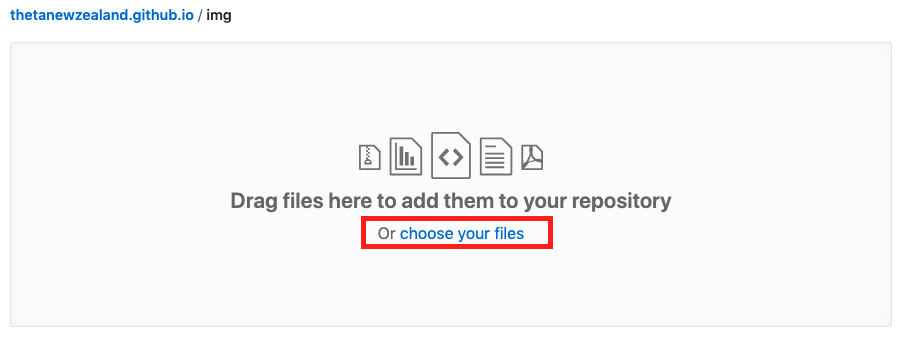 thetanewzealand.github.io / img
Drag files here to add them to your repository
Or choose your files